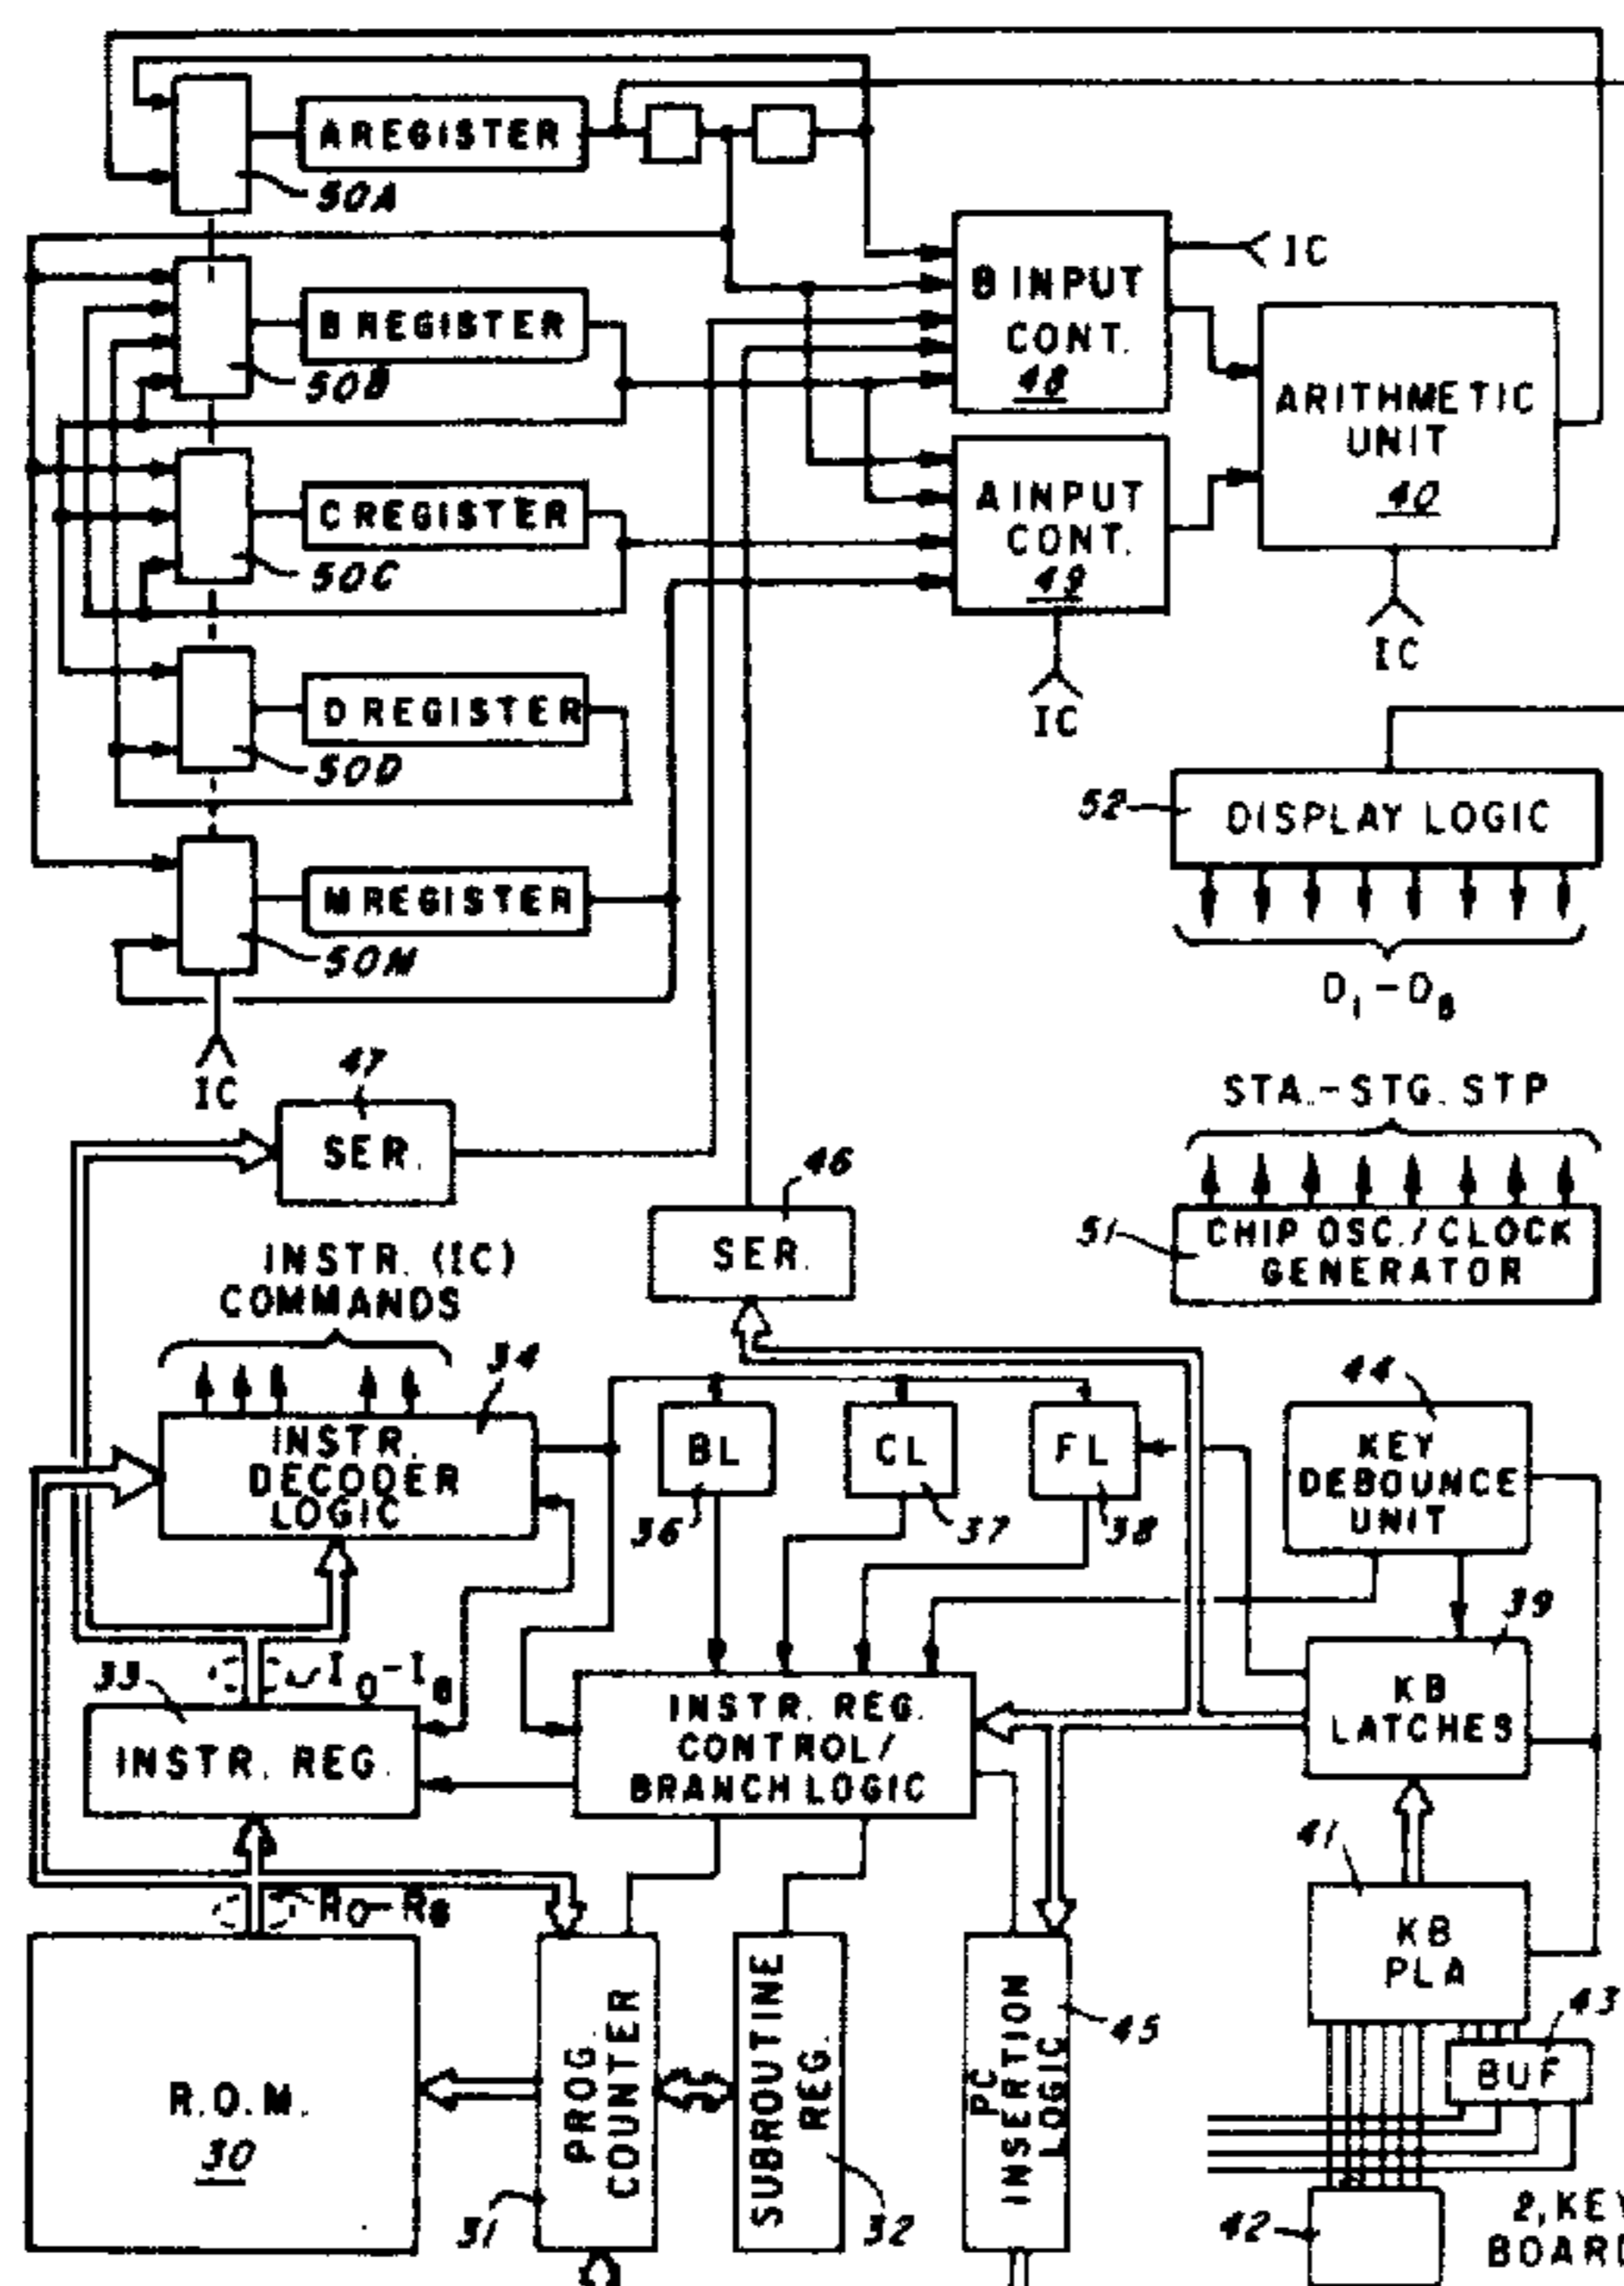 A REGISTER
50A
B INPUT
CONT.
48
IC
B REGISTER
50B
ARITHMETIC
UNIT
40
IC
A INPUT
CONT.
49
IC
C REGISTER
50C
D REGISTER
50D
52
DISPLAY LOGIC
D1-D8
M REGISTER
50M
IC
47
SER.
46
SER.
STA.-STG. STP
51
CHIP OSC./CLOCK
GENERATOR
INSTR. (IC)
COMMANDS
34
INSTR.
DECODER
LOGIC
BL
36
CL
37
FL
38
44
KEY
DEBOUNCE
UNIT
39
KB
LATCHES
33
I0-I8
INSTR. REG.
INSTR. REG.
CONTROL/
BRANCH LOGIC
41
KB
PLA
43
BUF
R0-R8
R.O.M.
30
PROG.
COUNTER
31
SUBROUTINE
REG.
32
PC
INSERTION
LOGIC
45
42
2, KEY
BOARD